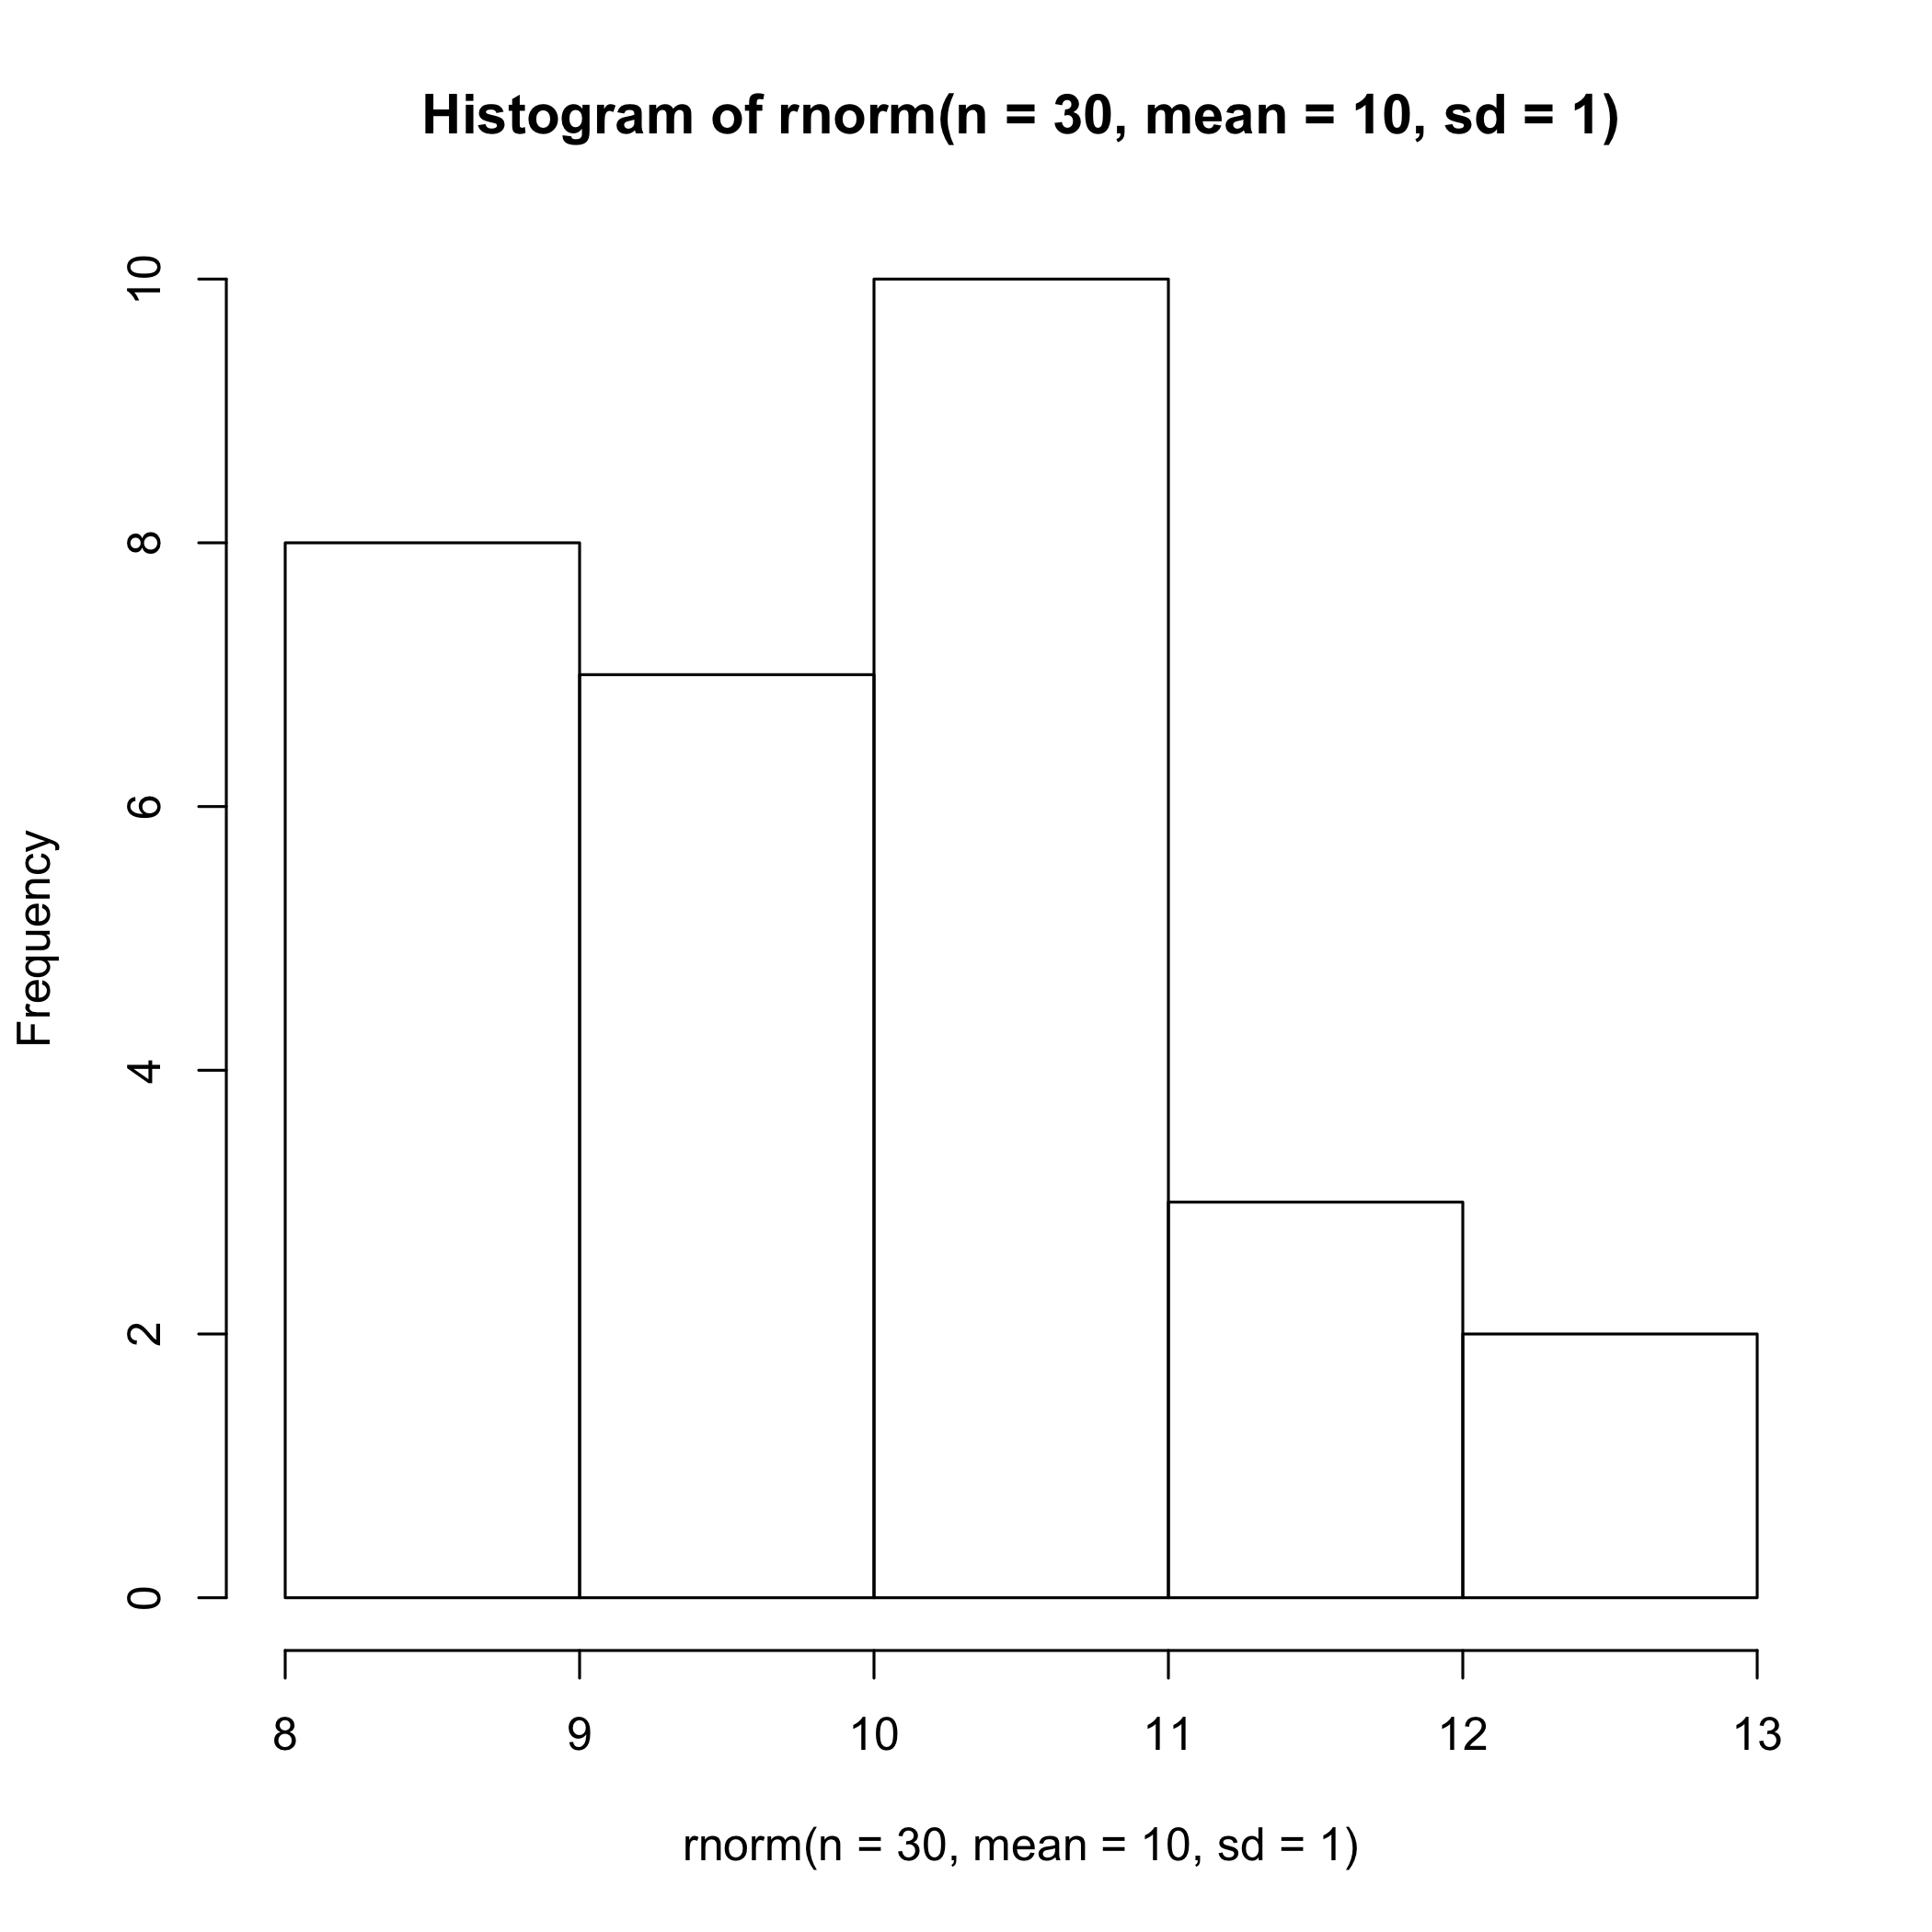 Histogram of rnorm(n = 30, mean = 10, sd = 1)
Frequency
10
8
6
4
2
0
8 9 10 11 12 13
rnorm(n = 30, mean = 10, sd = 1)